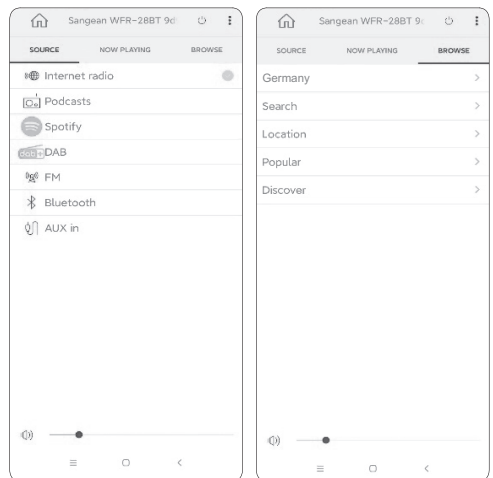 Sangean WFR-28BT 9d
SOURCE NOW PLAYING BROWSE
Internet radio
Podcasts
Spotify
dab+ DAB
FM
Bluetooth
AUX in
Sangean WFR-28BT 9
SOURCE NOW PLAYING BROWSE
Germany
Search
Location
Popular
Discover